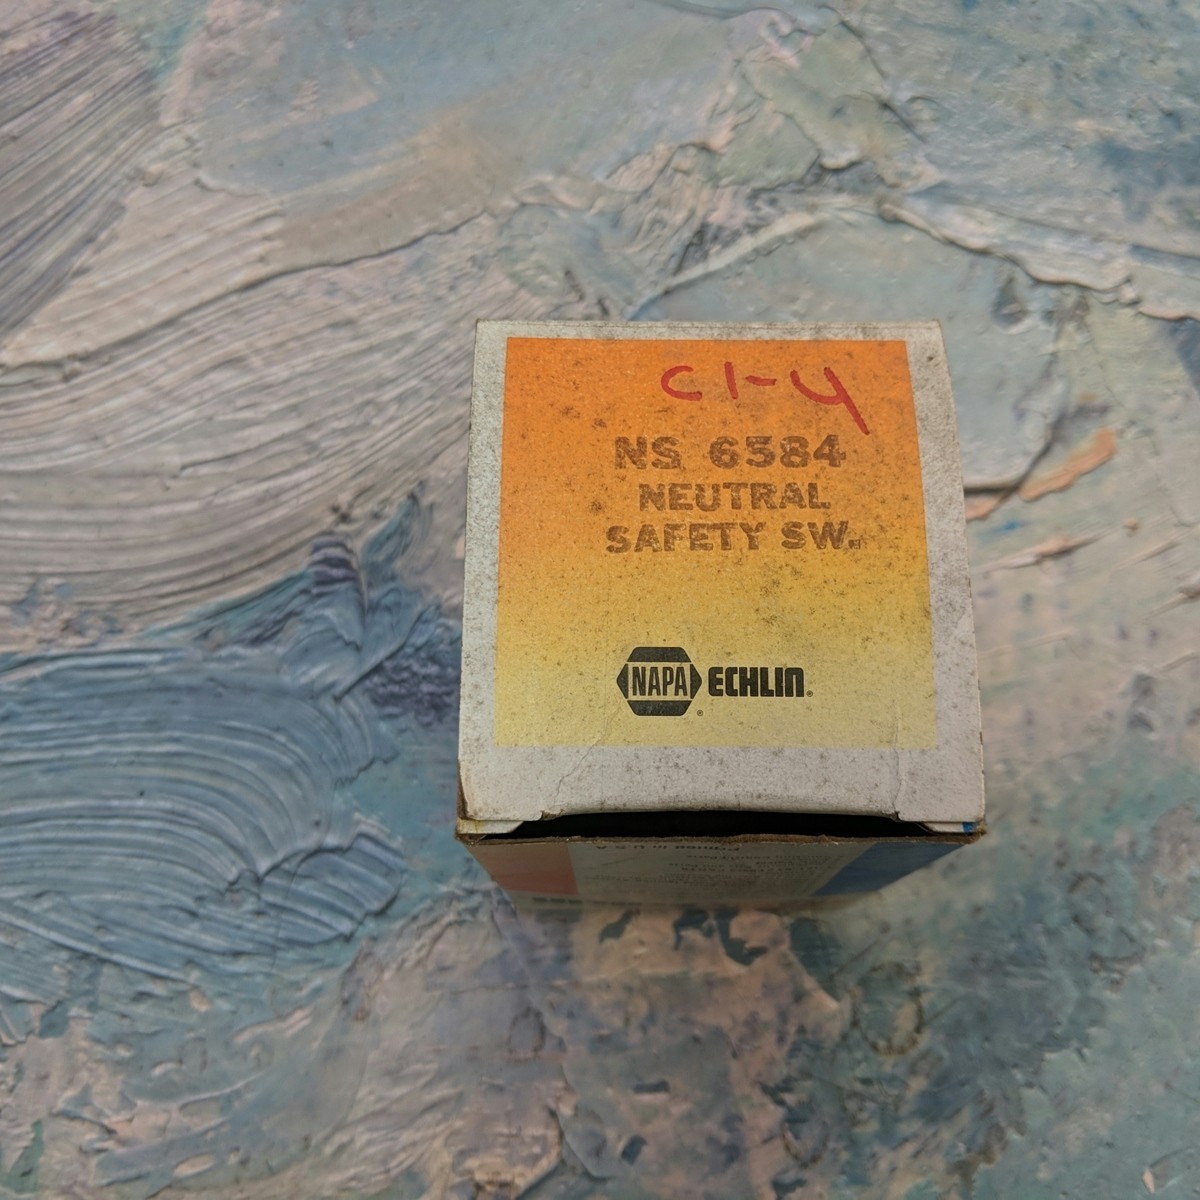 C1-4
NS 6584
NEUTRAL
SAFETY SW.
NAPA ECHLIN